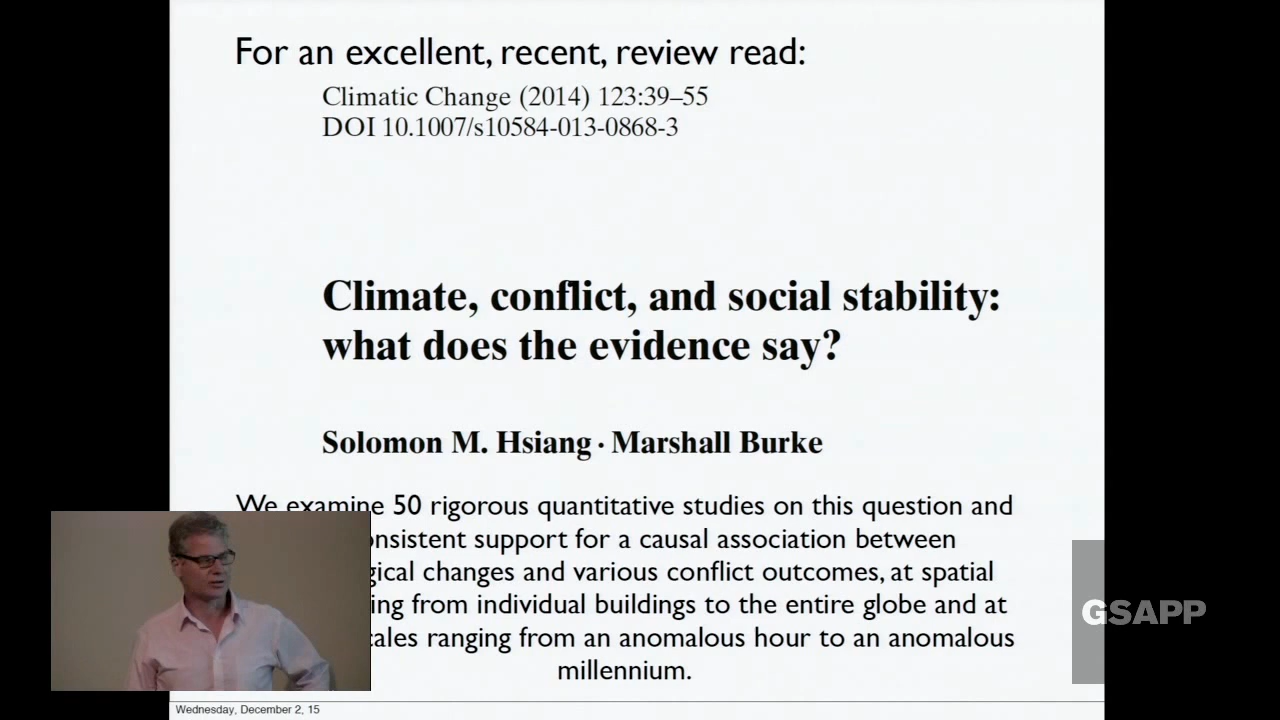 For an excellent, recent, review read:
Climatic Change (2014) 123:39–55
DOI 10.1007/s10584-013-0868-3
Climate, conflict, and social stability:
what does the evidence say?
Solomon M. Hsiang · Marshall Burke
We examine 50 rigorous quantitative studies on this question and
support for a causal association between
changes and various conflict outcomes, at spatial
from individual buildings to the entire globe and at
ranging from an anomalous hour to an anomalous
millennium.
GSAPP
Wednesday, December 2, 15